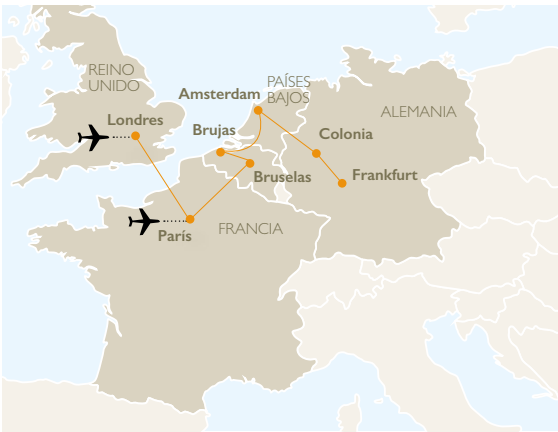 REINO
UNIDO
PAÍSES
BAJOS
Amsterdam
ALEMANIA
Londres
Brujas
Colonia
Bruselas
Frankfurt
París
FRANCIA